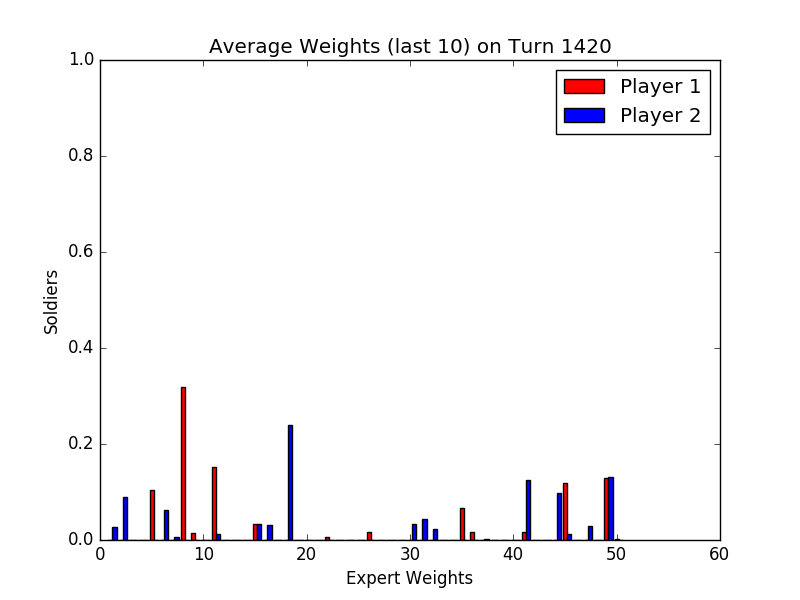 Average Weights (last 10) on Turn 1420
1.0
0.8
0.6
0.4
0.2
0.0
Soldiers
Player 1
Player 2
0 10 20 30 40 50 60
Expert Weights